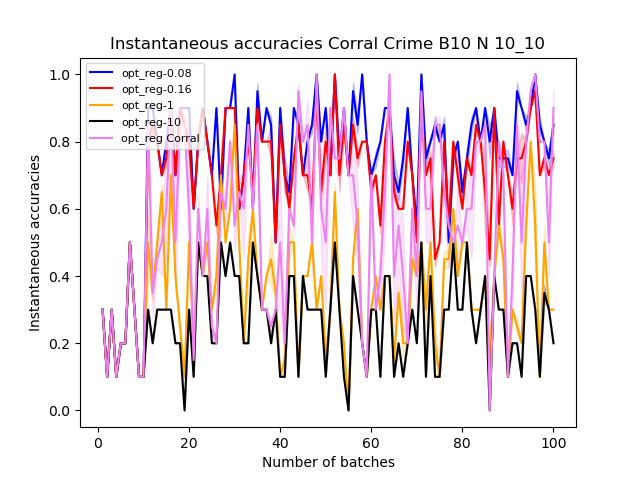 Instantaneous accuracies Corral Crime B10 N 10_10
opt_reg-0.08
opt_reg-0.16
opt_reg-1
opt_reg-10
opt_reg Corral
Instantaneous accuracies
1.0
0.8
0.6
0.4
0.2
0.0
0
20
40
60
80
100
Number of batches